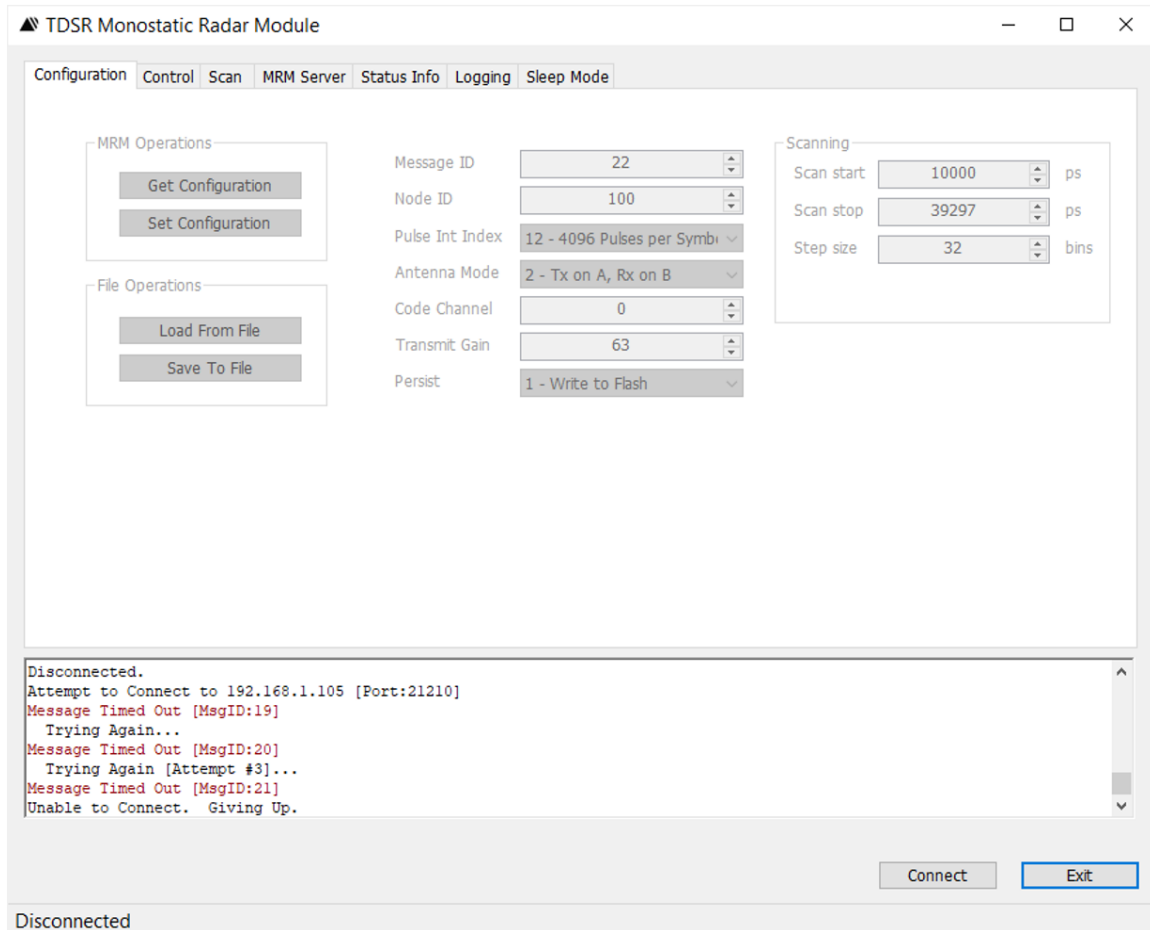 TDSR Monostatic Radar Module
Configuration Control Scan MRM Server Status Info Logging Sleep Mode
MRM Operations
Get Configuration
Set Configuration
File Operations
Load From File
Save To File
Message ID 22
Node ID 100
Pulse Int Index 12 - 4096 Pulses per Symb
Antenna Mode 2 - Tx on A, Rx on B
Code Channel 0
Transmit Gain 63
Persist 1 - Write to Flash
Scanning
Scan start 10000 ps
Scan stop 39297 ps
Step size 32 bins
Disconnected.
Attempt to Connect to 192.168.1.105 [Port:21210]
Message Timed Out [MsgID:19]
Trying Again...
Message Timed Out [MsgID:20]
Trying Again [Attempt #3]...
Message Timed Out [MsgID:21]
Unable to Connect.  Giving Up.
Connect Exit
Disconnected